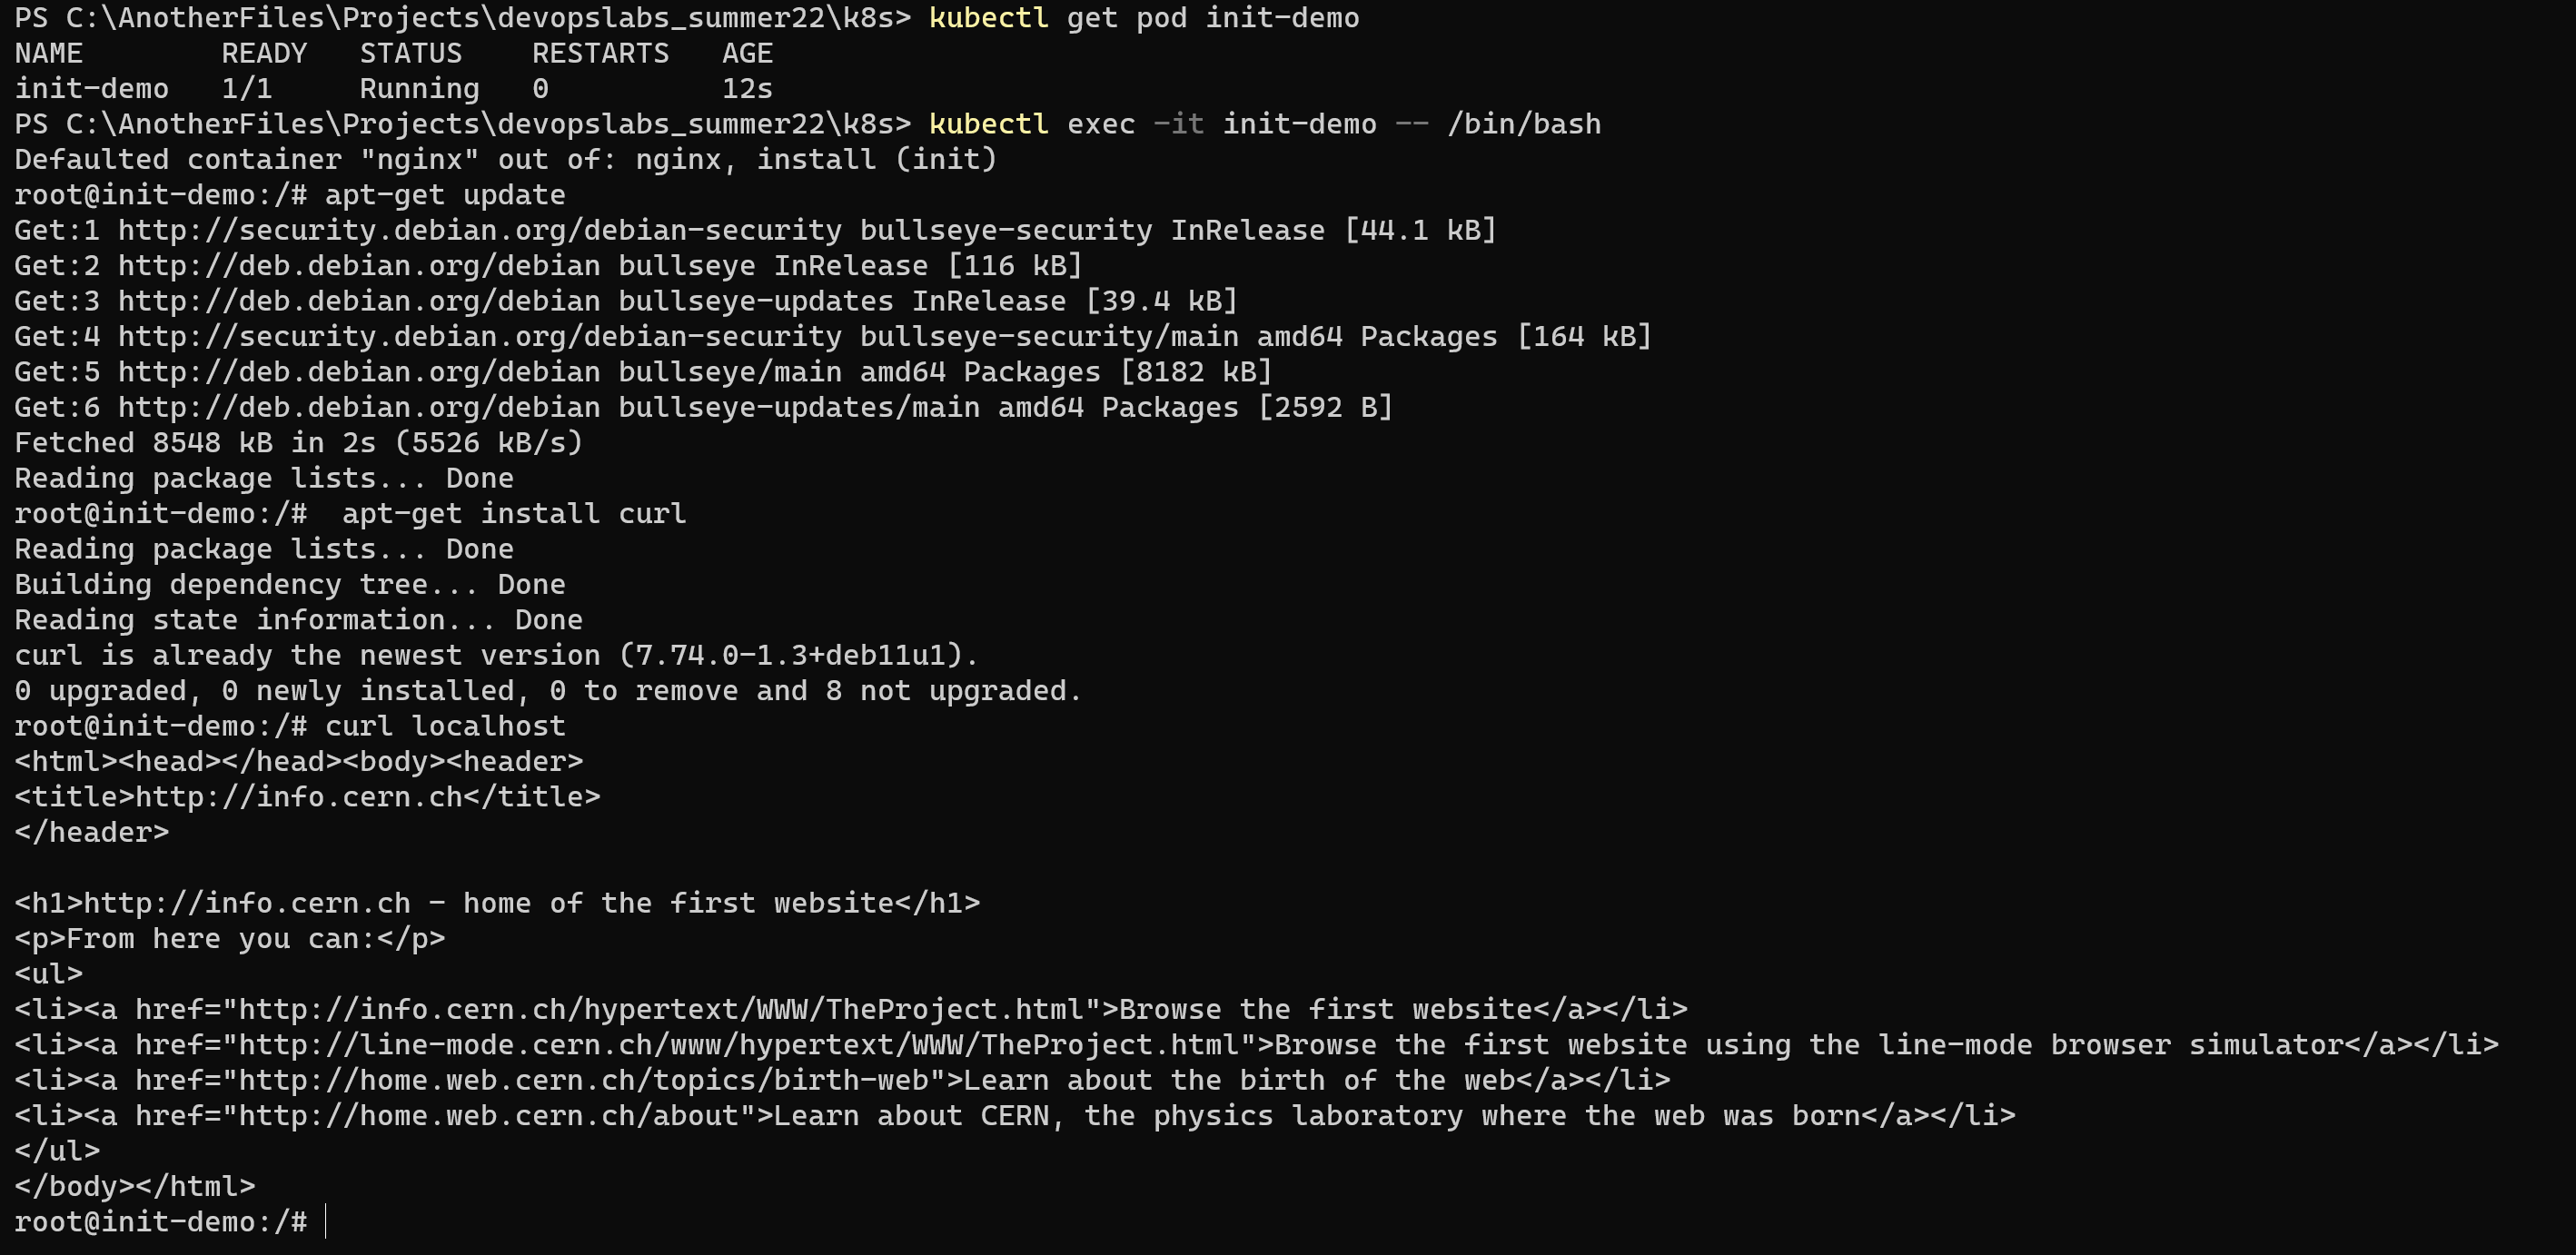 PS C:\AnotherFiles\Projects\devopslabs_summer22\k8s> kubectl get pod init-demo
NAME        READY   STATUS    RESTARTS   AGE
init-demo   1/1     Running   0          12s
PS C:\AnotherFiles\Projects\devopslabs_summer22\k8s> kubectl exec -it init-demo -- /bin/bash
Defaulted container "nginx" out of: nginx, install (init)
root@init-demo:/# apt-get update
Get:1 http://security.debian.org/debian-security bullseye-security InRelease [44.1 kB]
Get:2 http://deb.debian.org/debian bullseye InRelease [116 kB]
Get:3 http://deb.debian.org/debian bullseye-updates InRelease [39.4 kB]
Get:4 http://security.debian.org/debian-security bullseye-security/main amd64 Packages [164 kB]
Get:5 http://deb.debian.org/debian bullseye/main amd64 Packages [8182 kB]
Get:6 http://deb.debian.org/debian bullseye-updates/main amd64 Packages [2592 B]
Fetched 8548 kB in 2s (5526 kB/s)
Reading package lists... Done
root@init-demo:/#  apt-get install curl
Reading package lists... Done
Building dependency tree... Done
Reading state information... Done
curl is already the newest version (7.74.0-1.3+deb11u1).
0 upgraded, 0 newly installed, 0 to remove and 8 not upgraded.
root@init-demo:/# curl localhost
<html><head></head><body><header>
<title>http://info.cern.ch</title>
</header>

<h1>http://info.cern.ch - home of the first website</h1>
<p>From here you can:</p>
<ul>
<li><a href="http://info.cern.ch/hypertext/WWW/TheProject.html">Browse the first website</a></li>
<li><a href="http://line-mode.cern.ch/www/hypertext/WWW/TheProject.html">Browse the first website using the line-mode browser simulator</a></li>
<li><a href="http://home.web.cern.ch/topics/birth-web">Learn about the birth of the web</a></li>
<li><a href="http://home.web.cern.ch/about">Learn about CERN, the physics laboratory where the web was born</a></li>
</ul>
</body></html>
root@init-demo:/#